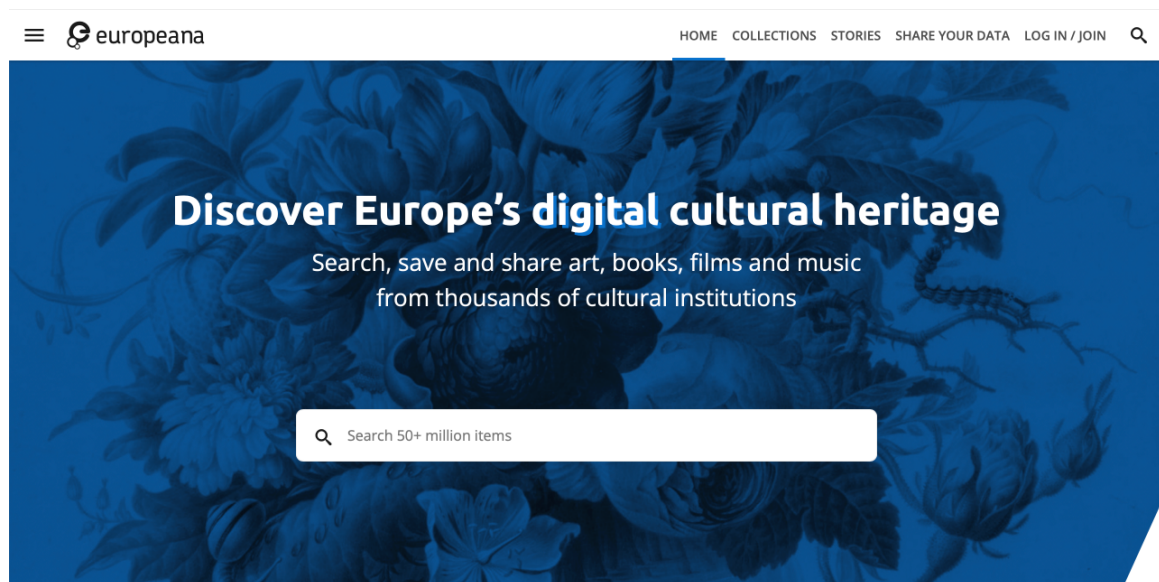 europeana
HOME COLLECTIONS STORIES SHARE YOUR DATA LOG IN / JOIN
Discover Europe’s digital cultural heritage
Search, save and share art, books, films and music
from thousands of cultural institutions
Search 50+ million items